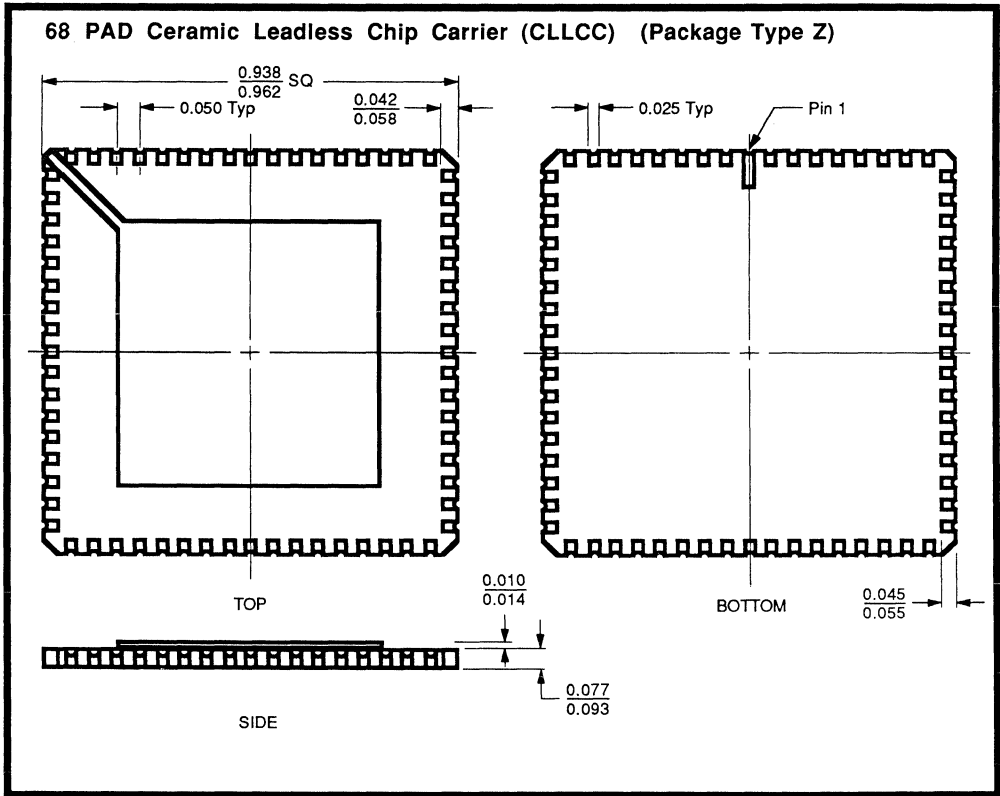 68 PAD Ceramic Leadless Chip Carrier (CLLCC) (Package Type Z)
0.938
0.962
SQ
0.050 Typ
0.042
0.058
0.025 Typ
Pin 1
TOP
0.010
0.014
BOTTOM
0.045
0.055
0.077
0.093
SIDE